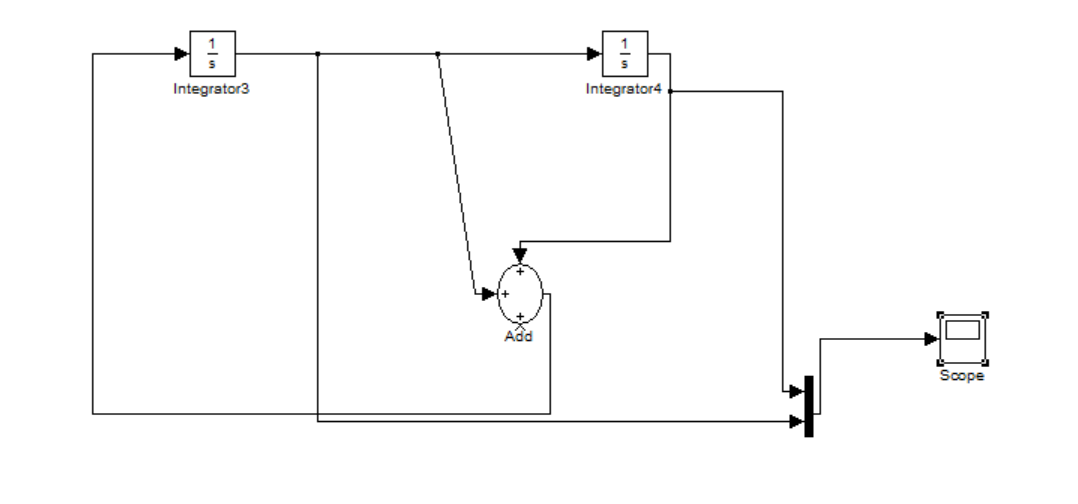 1
s
Integrator3
1
s
Integrator4
+
+
+
Add
Scope